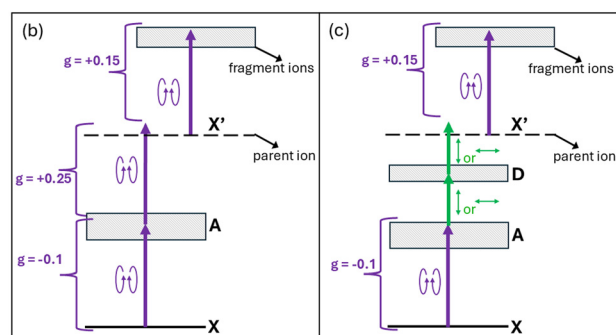 (b)
g = +0.15
fragment ions
X'
parent ion
g = +0.25
A
g = -0.1
X
(c)
g = +0.15
fragment ions
X'
or
parent ion
D
or
A
g = -0.1
X